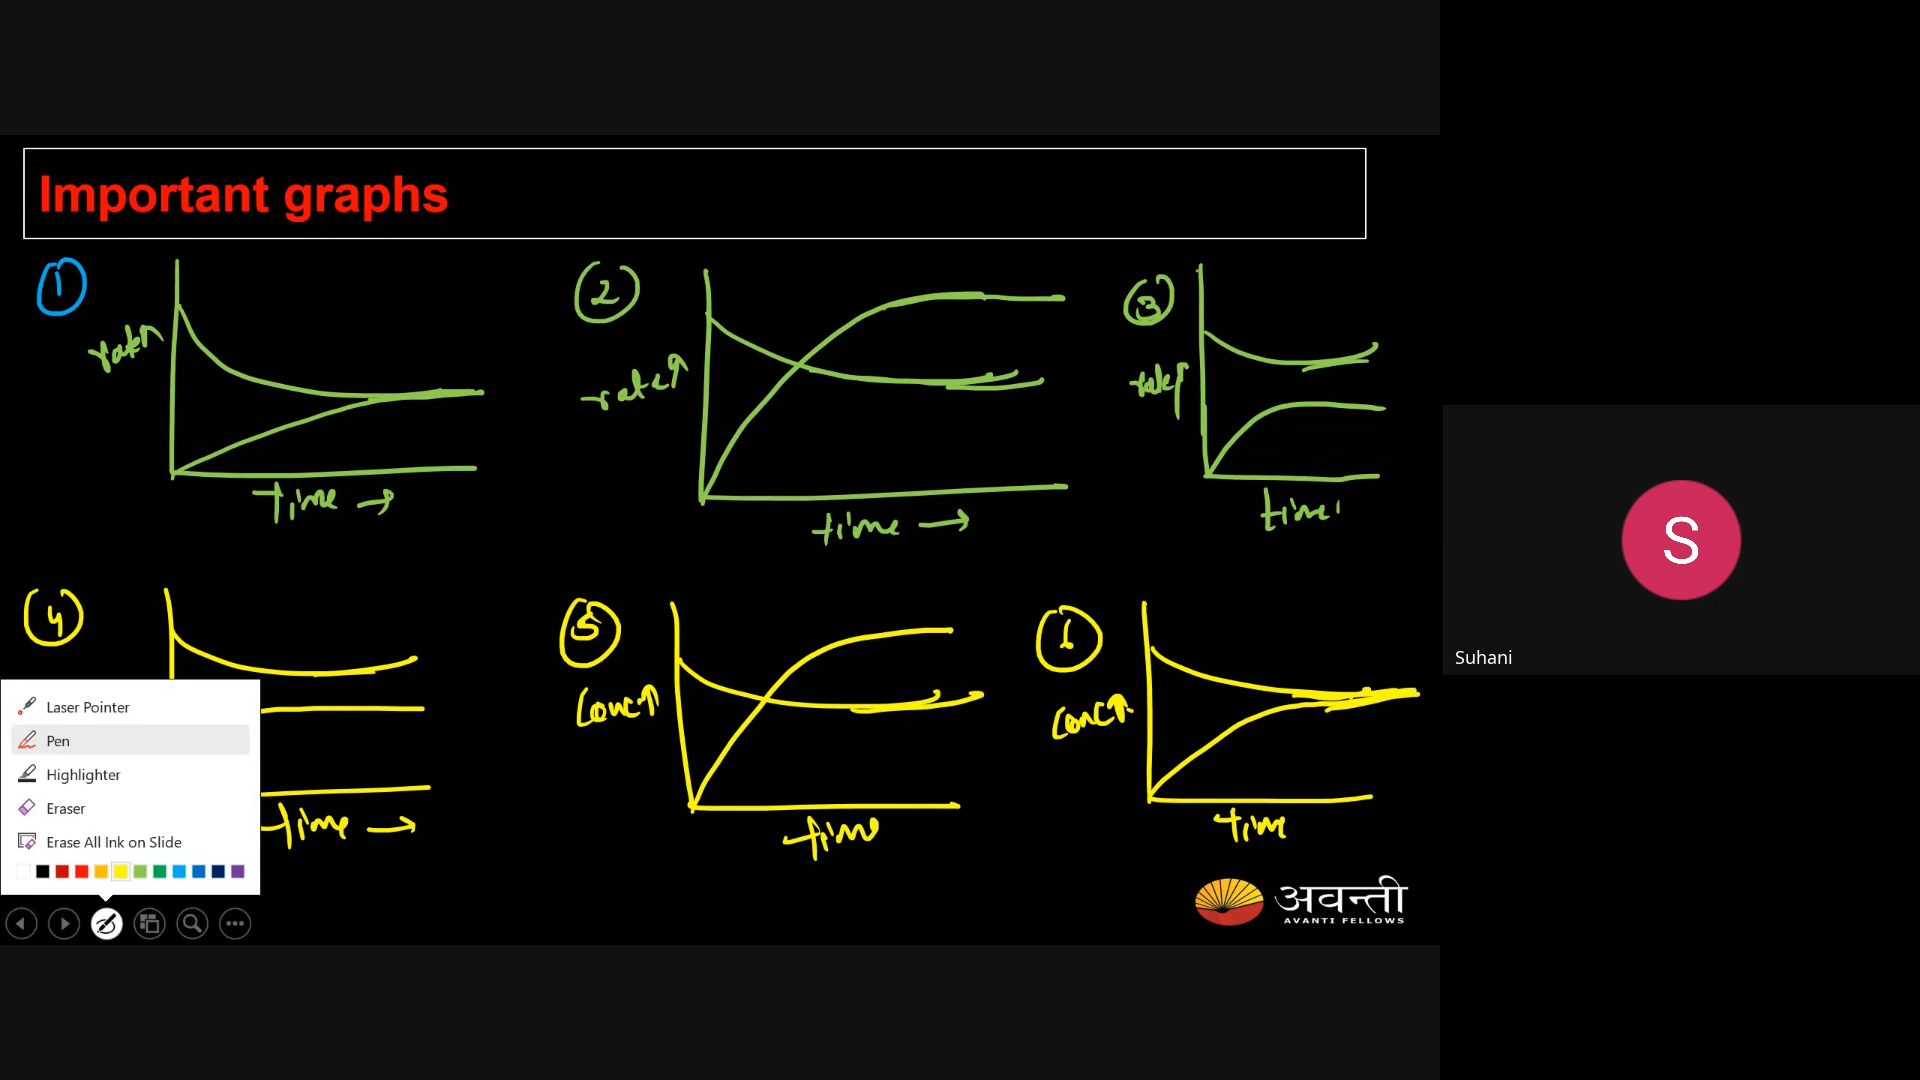 Important graphs
1
rate↑
Time →
2
rate↑
time →
3
rate↑
time
4
Time →
5
Conc↑
time
6
Conc↑
Time
Laser Pointer
Pen
Highlighter
Eraser
Erase All Ink on Slide
अवन्ती
AVANTI FELLOWS
S
Suhani